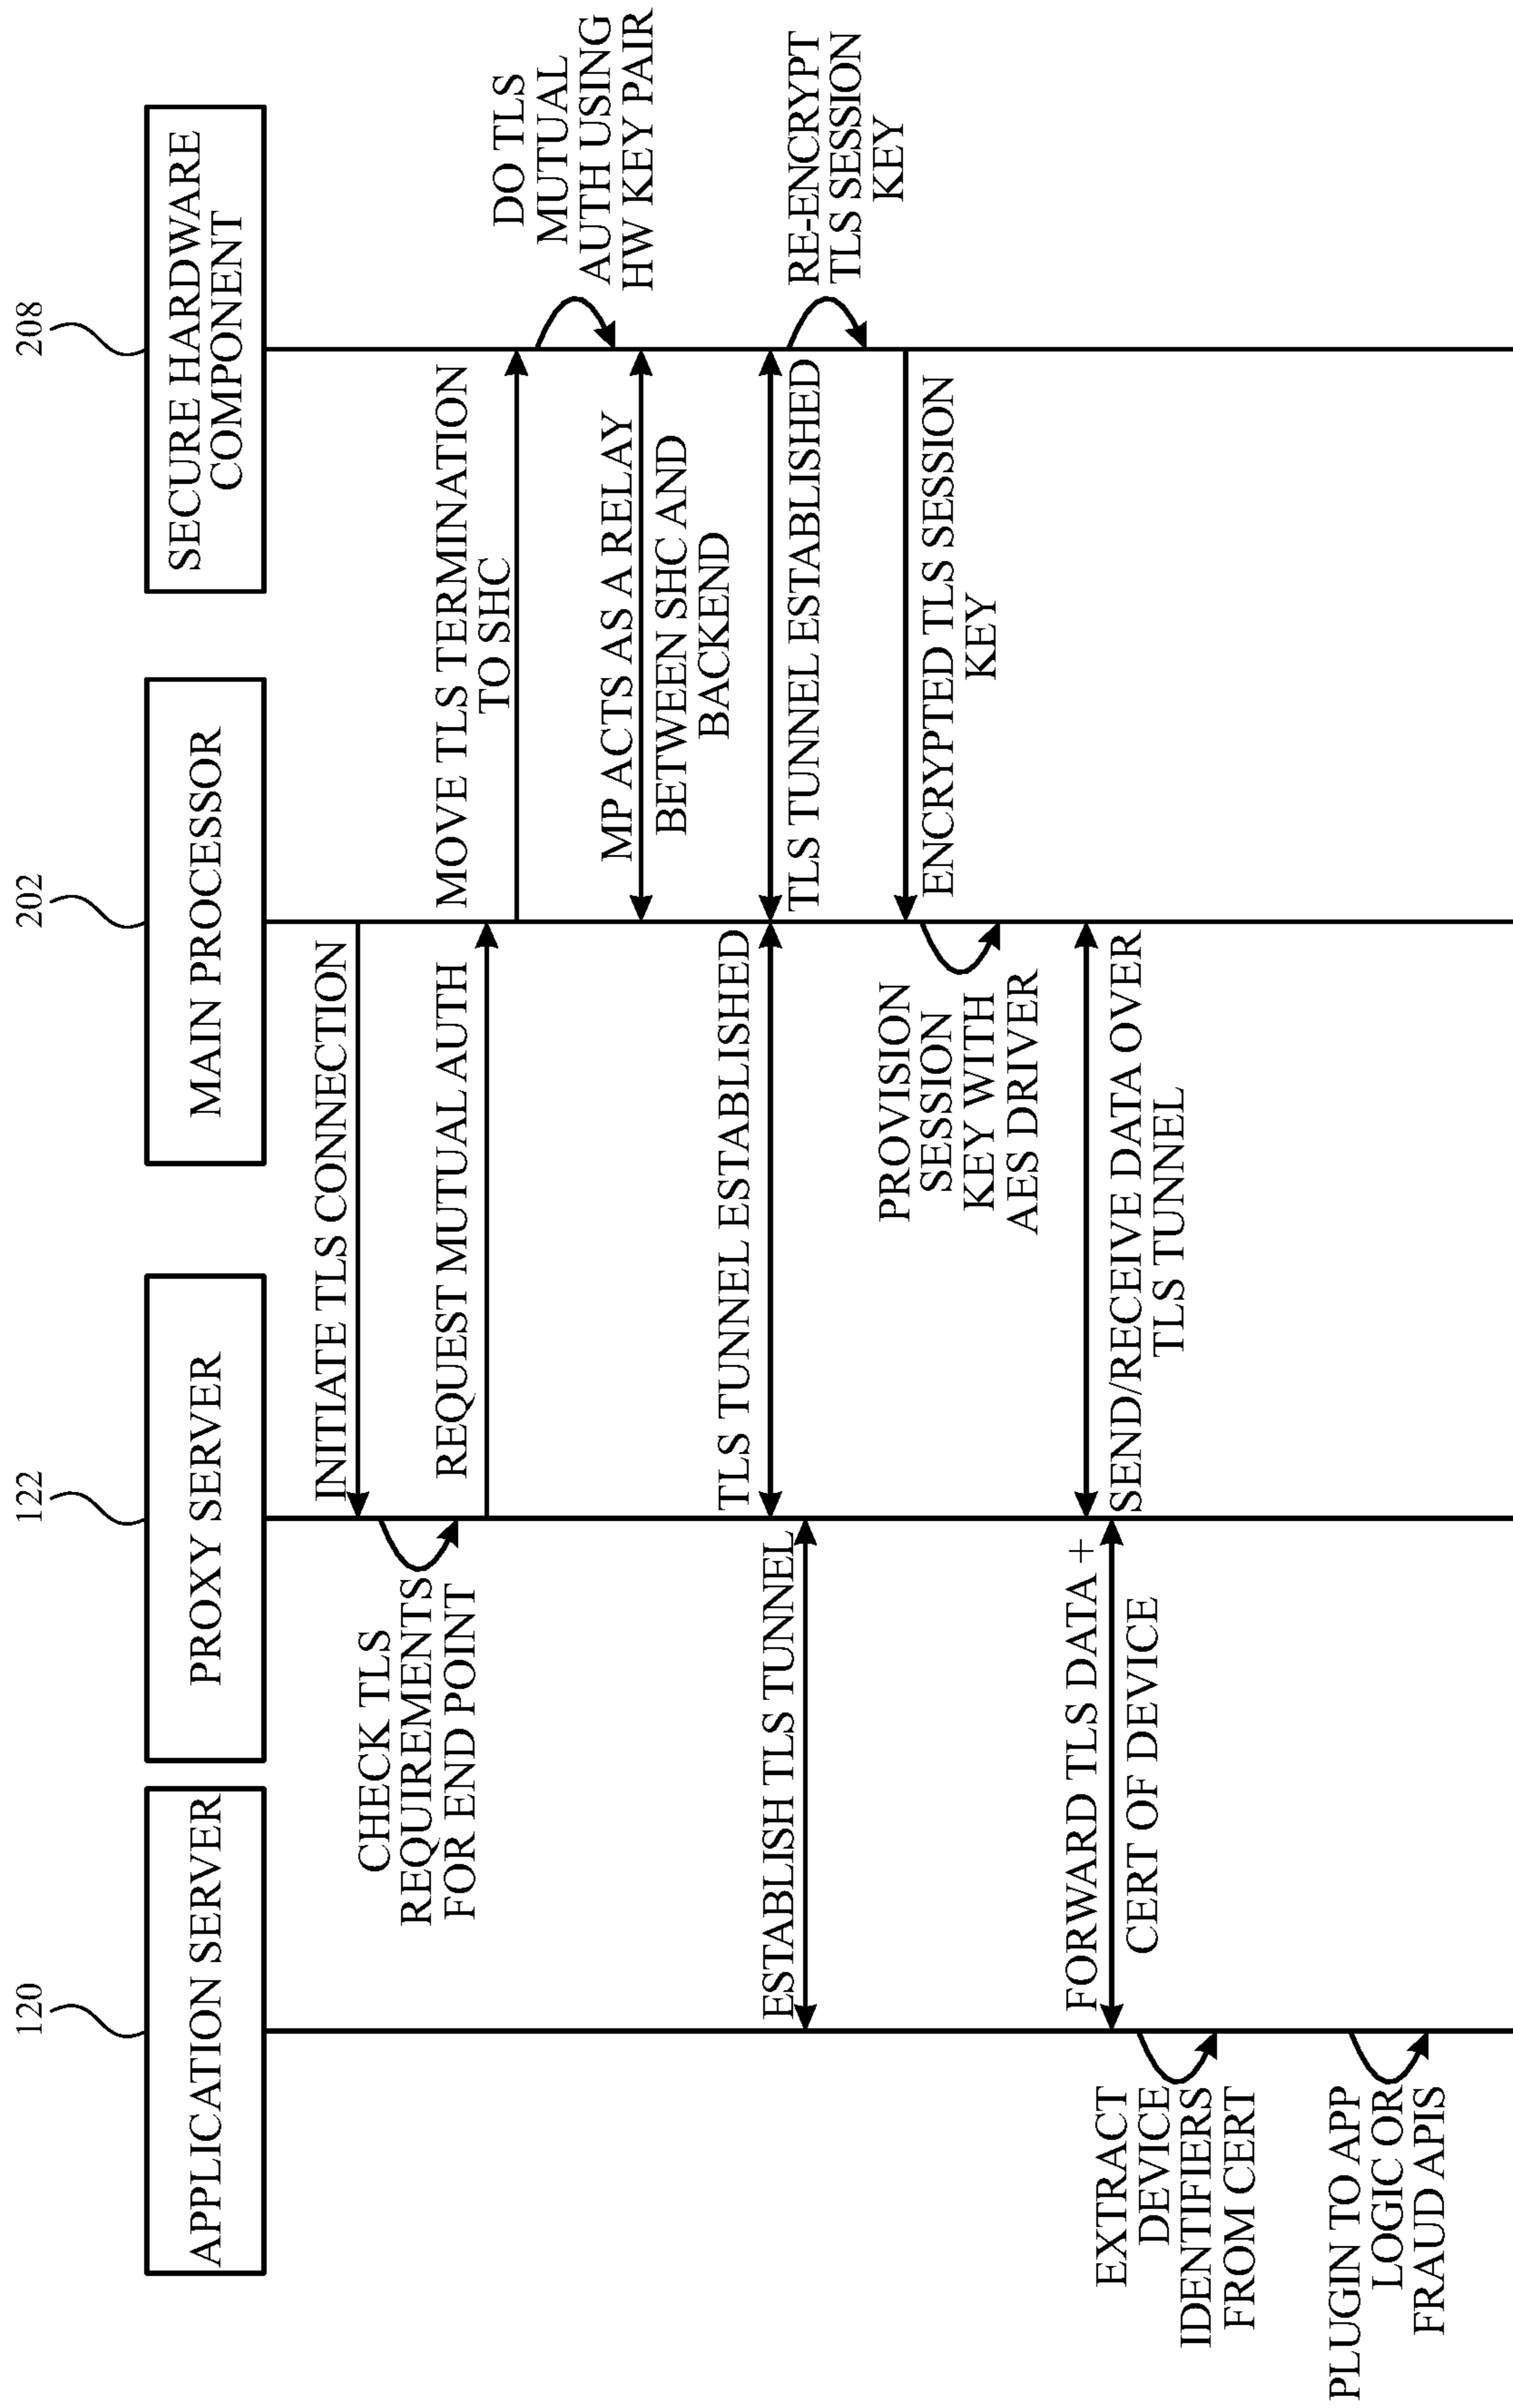 120
122
202
208
APPLICATION SERVER
PROXY SERVER
MAIN PROCESSOR
SECURE HARDWARE
COMPONENT
INITIATE TLS CONNECTION
CHECK TLS
REQUIREMENTS
FOR END POINT
REQUEST MUTUAL AUTH
MOVE TLS TERMINATION
TO SHC
DO TLS
MUTUAL
AUTH USING
HW KEY PAIR
MP ACTS AS A RELAY
BETWEEN SHC AND
BACKEND
TLS TUNNEL ESTABLISHED
TLS TUNNEL ESTABLISHED
ESTABLISH TLS TUNNEL
RE-ENCRYPT
TLS SESSION
KEY
ENCRYPTED TLS SESSION
KEY
PROVISION
SESSION
KEY WITH
AES DRIVER
SEND/RECEIVE DATA OVER
TLS TUNNEL
FORWARD TLS DATA +
CERT OF DEVICE
EXTRACT
DEVICE
IDENTIFIERS
FROM CERT
PLUGIN TO APP
LOGIC OR
FRAUD APIS